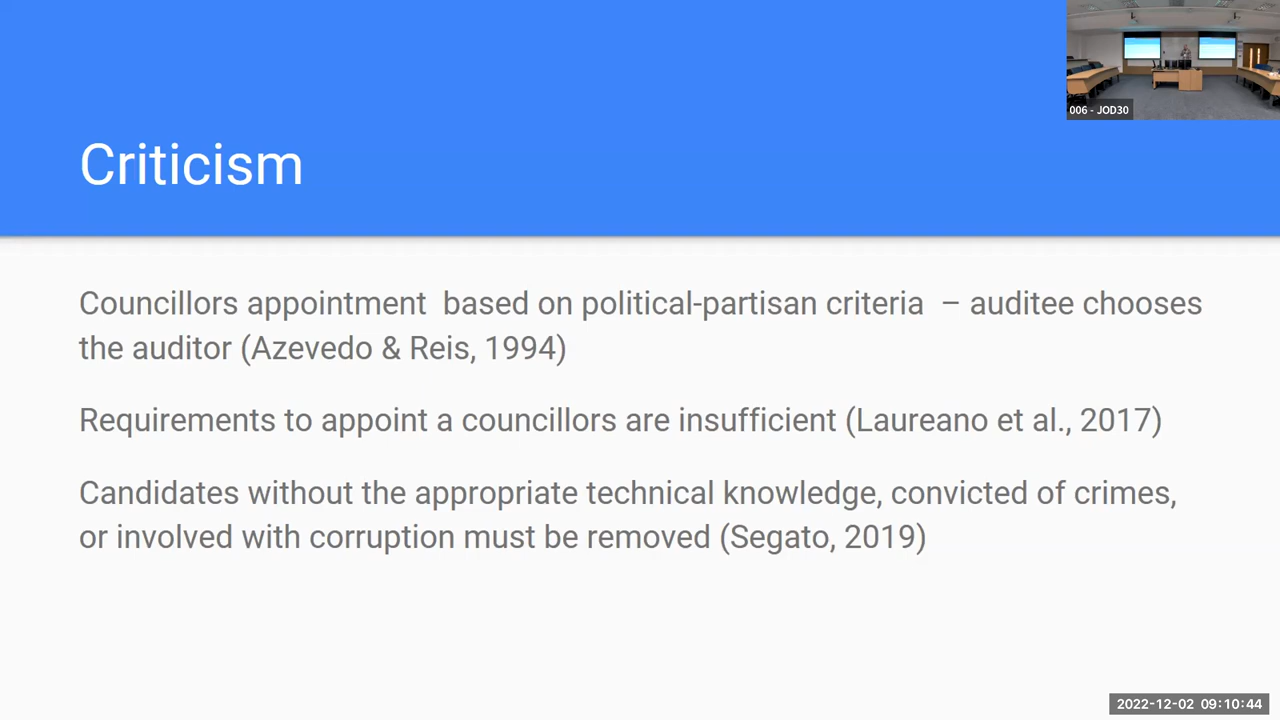 006 - JOD30
Criticism
Councillors appointment  based on political-partisan criteria  – auditee chooses
the auditor (Azevedo & Reis, 1994)
Requirements to appoint a councillors are insufficient (Laureano et al., 2017)
Candidates without the appropriate technical knowledge, convicted of crimes,
or involved with corruption must be removed (Segato, 2019)
2022-12-02 09:10:44